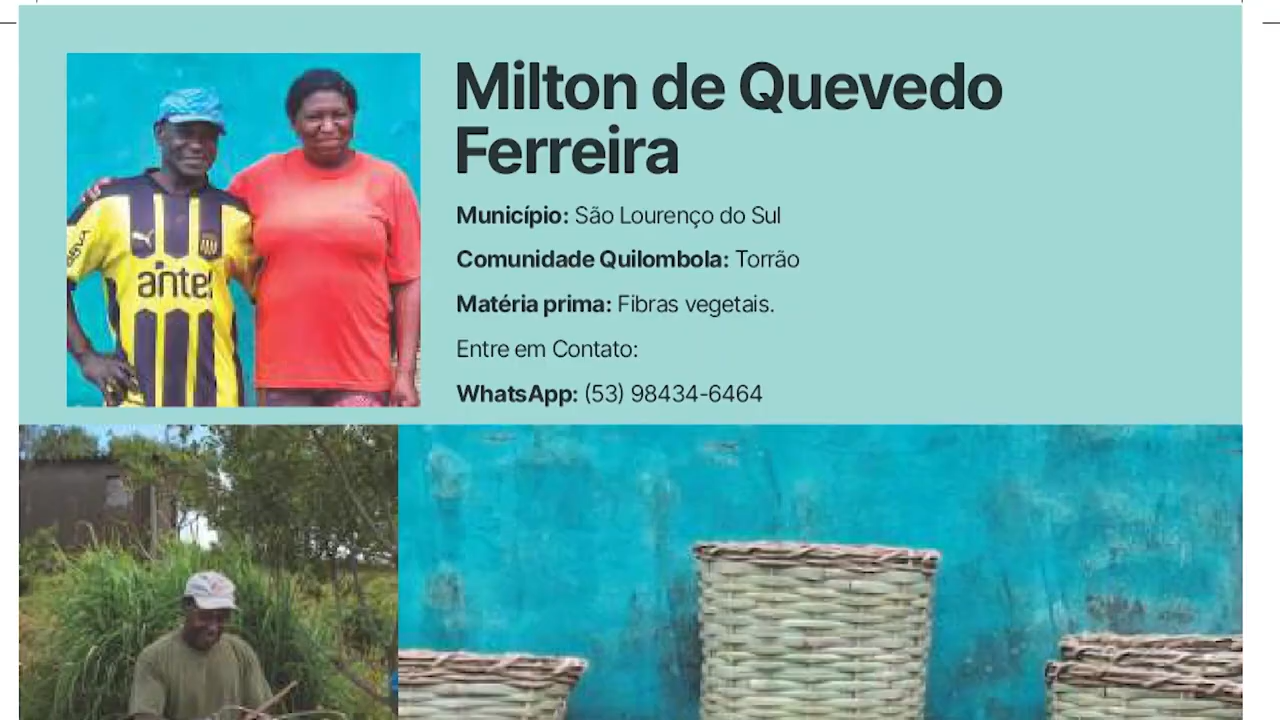 Milton de Quevedo
Ferreira
Município: São Lourenço do Sul
Comunidade Quilombola: Torrão
Matéria prima: Fibras vegetais.
Entre em Contato:
WhatsApp: (53) 98434-6464
BBVA
antel